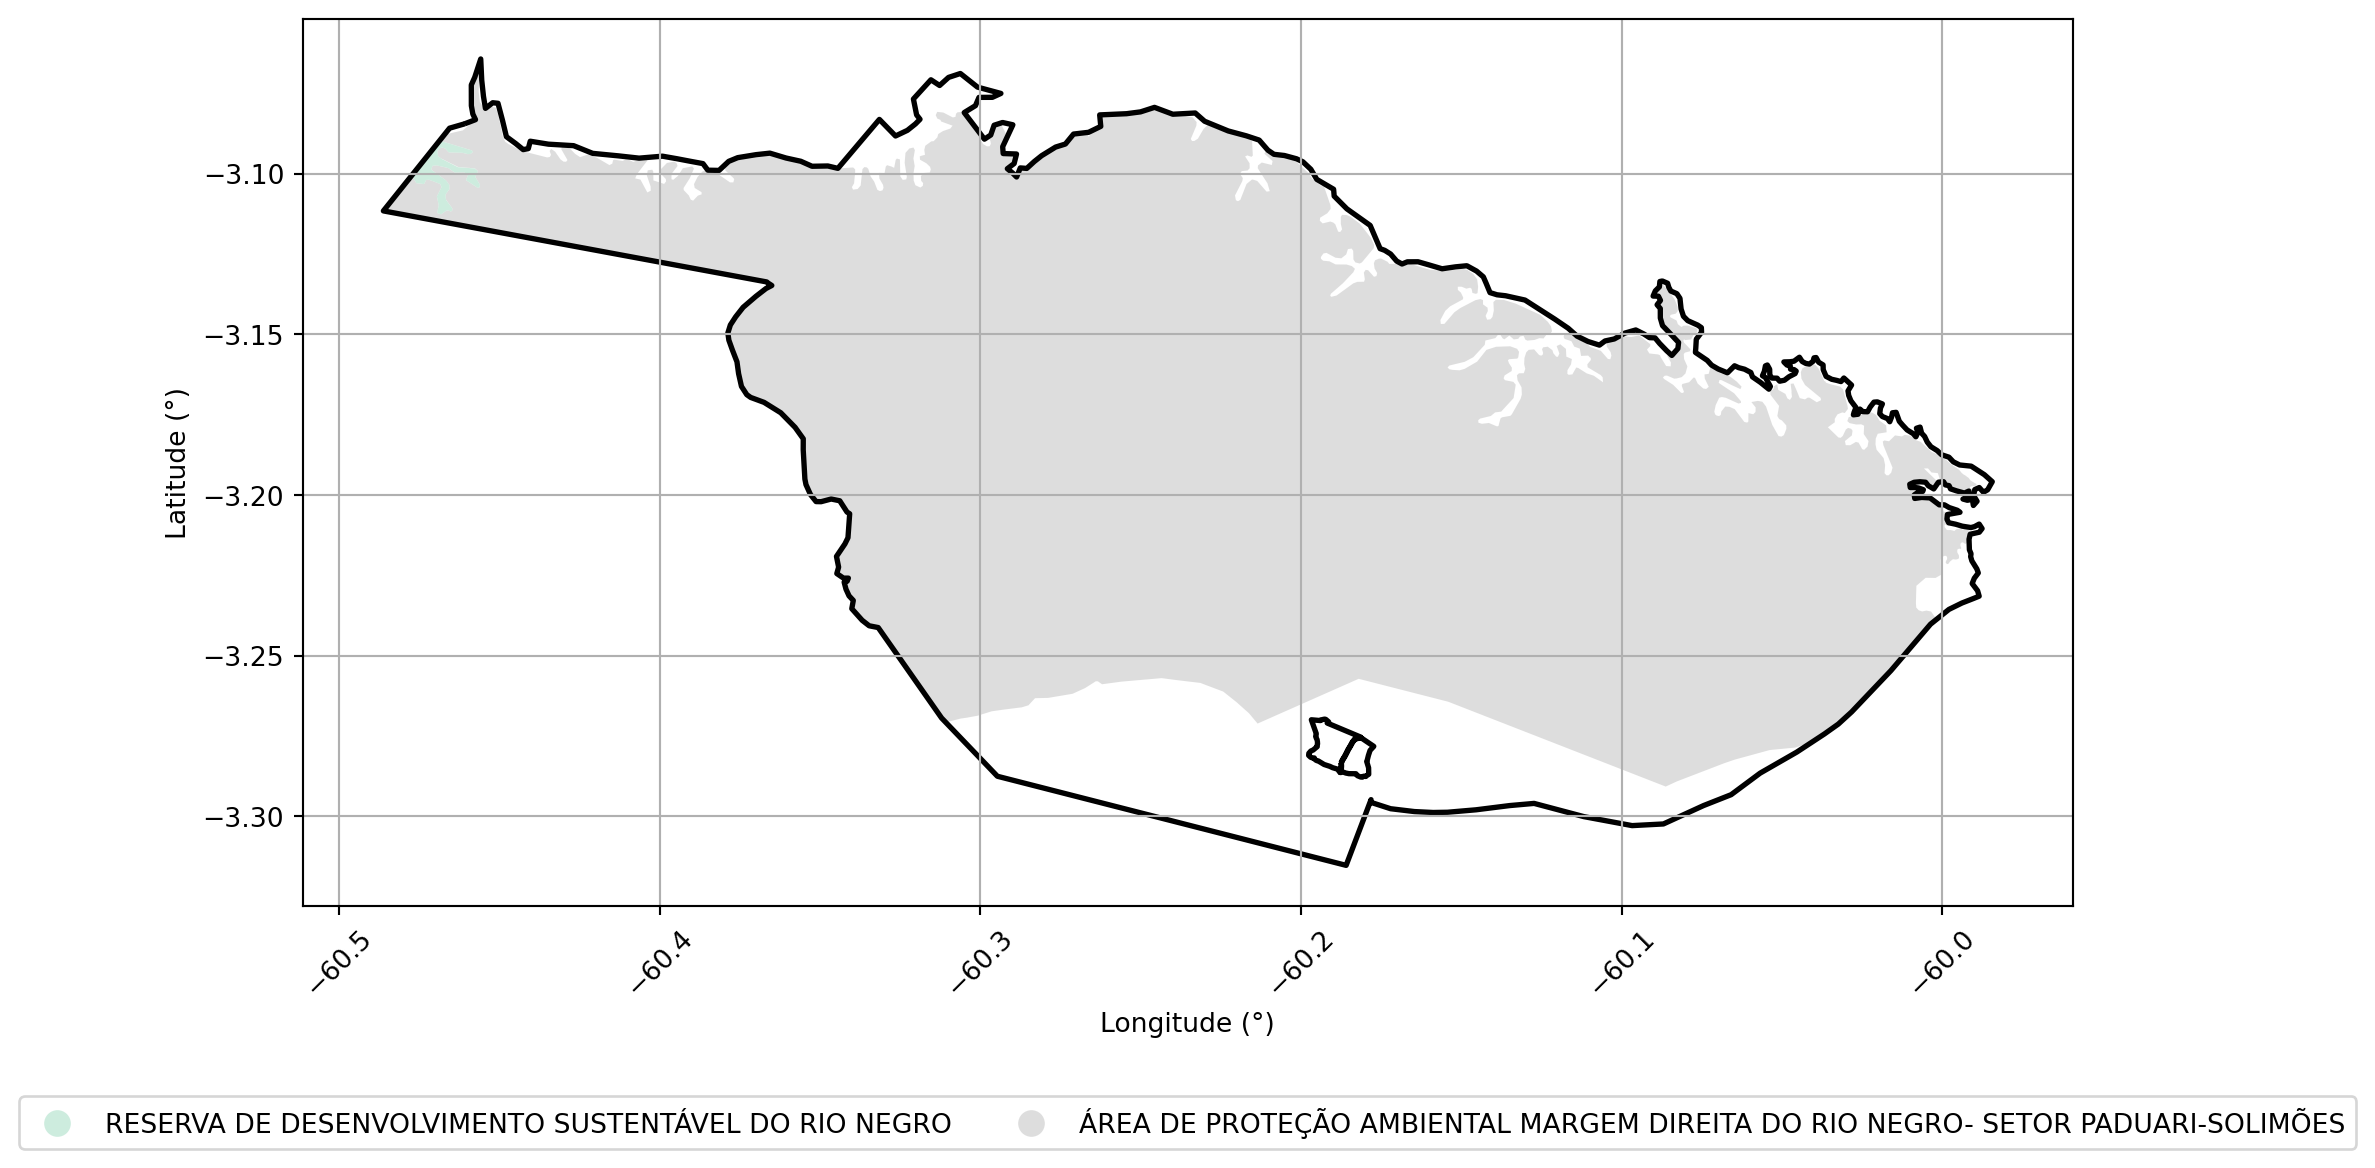 −3.10
−3.15
−3.20
−3.25
−3.30
Latitude (°)
−60.5
−60.4
−60.3
−60.2
−60.1
−60.0
Longitude (°)
RESERVA DE DESENVOLVIMENTO SUSTENTÁVEL DO RIO NEGRO
ÁREA DE PROTEÇÃO AMBIENTAL MARGEM DIREITA DO RIO NEGRO- SETOR PADUARI-SOLIMÕES